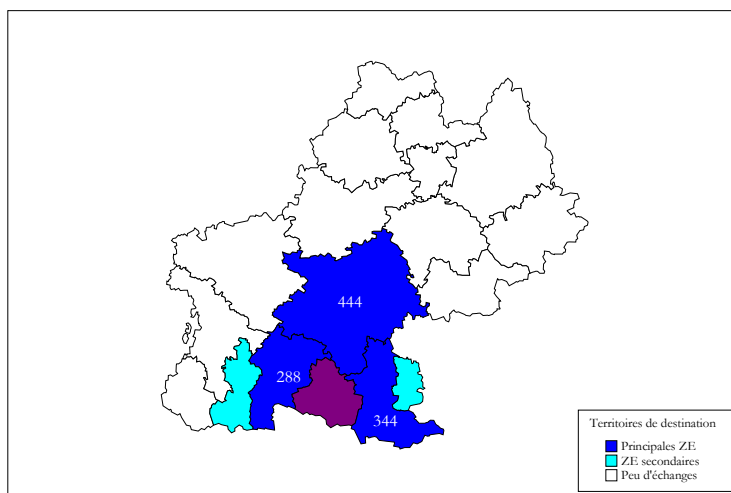 444
288
344
Territoires de destination
Principales ZE
ZE secondaires
Peu d'échanges